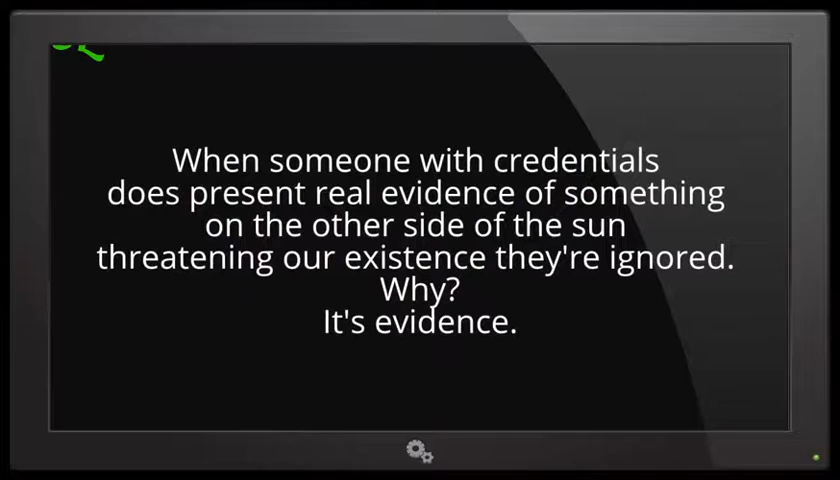 When someone with credentials
does present real evidence of something
on the other side of the sun
threatening our existence they're ignored.
Why?
It's evidence.